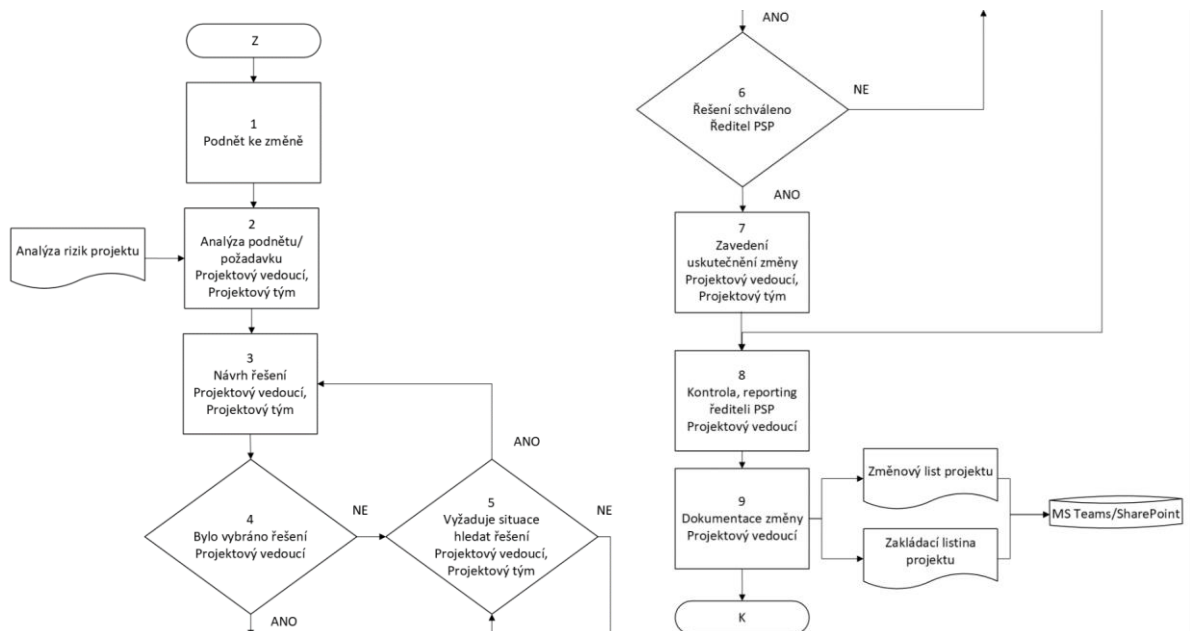 Z
1
Podnět ke změně
Analýza rizik projektu
2
Analýza podnětu/
požadavku
Projektový vedoucí,
Projektový tým
3
Návrh řešení
Projektový vedoucí,
Projektový tým
ANO
4
Bylo vybráno řešení
Projektový vedoucí
NE
5
Vyžaduje situace
hledat řešení
Projektový vedoucí,
Projektový tým
NE
ANO
ANO
6
Řešení schváleno
Ředitel PSP
NE
ANO
7
Zavedení
uskutečnění změny
Projektový vedoucí,
Projektový tým
8
Kontrola, reporting
řediteli PSP
Projektový vedoucí
9
Dokumentace změny
Projektový vedoucí
Změnový list projektu
Zakládací listina
projektu
MS Teams/SharePoint
K